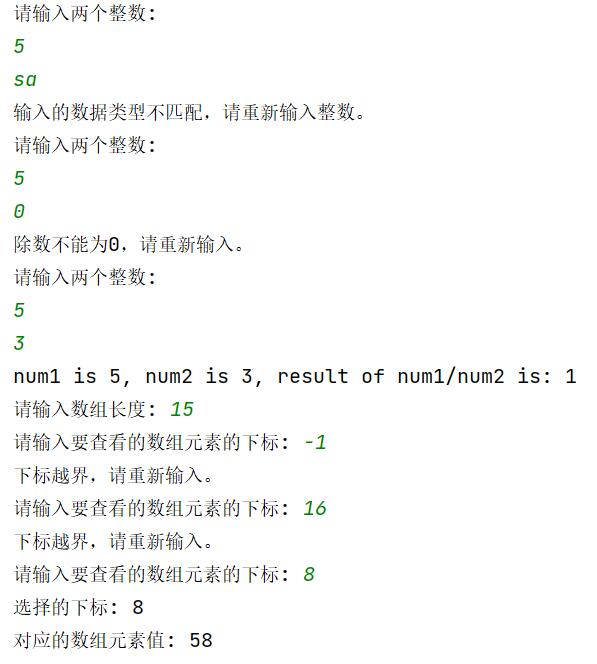 请输入两个整数:
5
sa
输入的数据类型不匹配，请重新输入整数。
请输入两个整数:
5
0
除数不能为0，请重新输入。
请输入两个整数:
5
3
num1 is 5, num2 is 3, result of num1/num2 is: 1
请输入数组长度: 15
请输入要查看的数组元素的下标: -1
下标越界，请重新输入。
请输入要查看的数组元素的下标: 16
下标越界，请重新输入。
请输入要查看的数组元素的下标: 8
选择的下标: 8
对应的数组元素值: 58